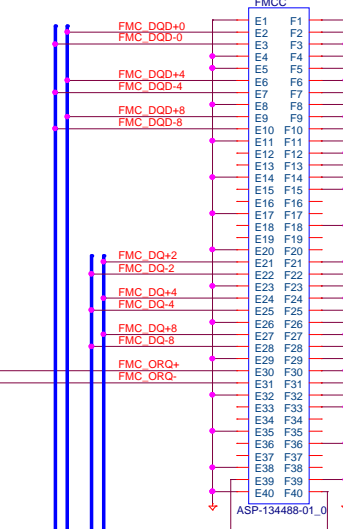 FMCC
E1 F1
FMC_DQD+0 E2 F2
FMC_DQD-0 E3 F3
E4 F4
E5 F5
FMC_DQD+4 E6 F6
FMC_DQD-4 E7 F7
E8 F8
FMC_DQD+8 E9 F9
FMC_DQD-8 E10 F10
E11 F11
E12 F12
E13 F13
E14 F14
E15 F15
E16 F16
E17 F17
E18 F18
E19 F19
E20 F20
FMC_DQ+2 E21 F21
FMC_DQ-2 E22 F22
E23 F23
FMC_DQ+4 E24 F24
FMC_DQ-4 E25 F25
E26 F26
FMC_DQ+8 E27 F27
FMC_DQ-8 E28 F28
E29 F29
FMC_ORQ+ E30 F30
FMC_ORQ- E31 F31
E32 F32
E33 F33
E34 F34
E35 F35
E36 F36
E37 F37
E38 F38
E39 F39
E40 F40
ASP-134488-01_0